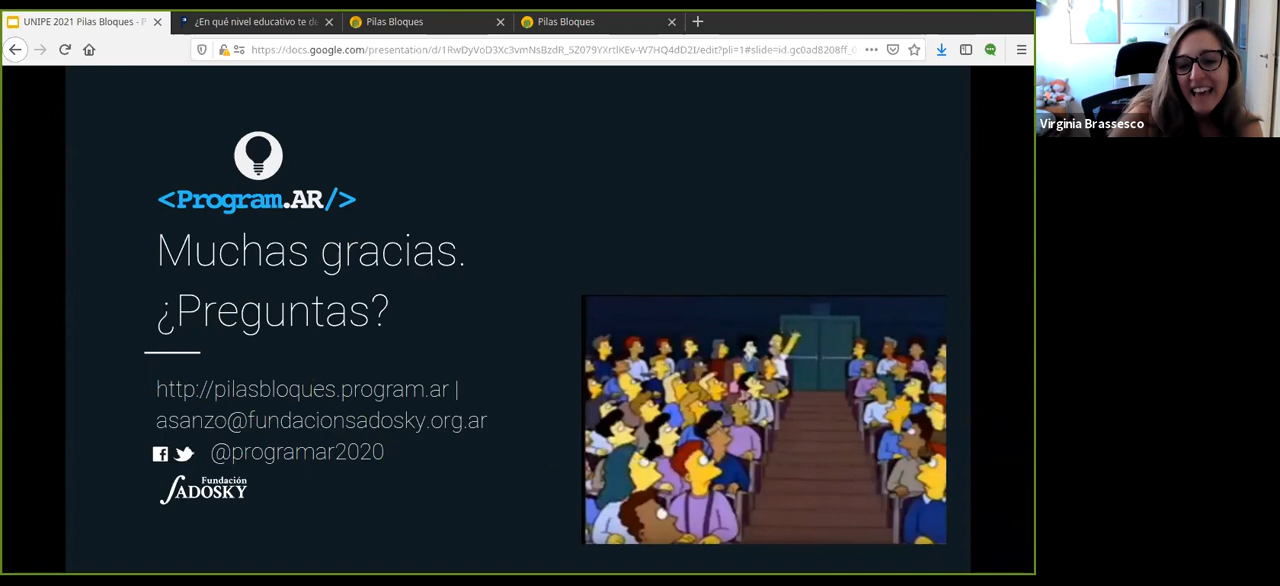 UNIPE 2021 Pilas Bloques - P
¿En qué nivel educativo te de
Pilas Bloques
Pilas Bloques
https://docs.google.com/presentation/d/1RwDyVoD3Xc3vmNsBzdR_5Z079YXrtlKEv-W7HQ4dD2I/edit?pli=1#slide=id.gc0ad8208ff_0
Virginia Brassesco
<Program.AR/>
Muchas gracias.
¿Preguntas?
http://pilasbloques.program.ar |
asanzo@fundacionsadosky.org.ar
@programar2020
Fundación
SADOSKY